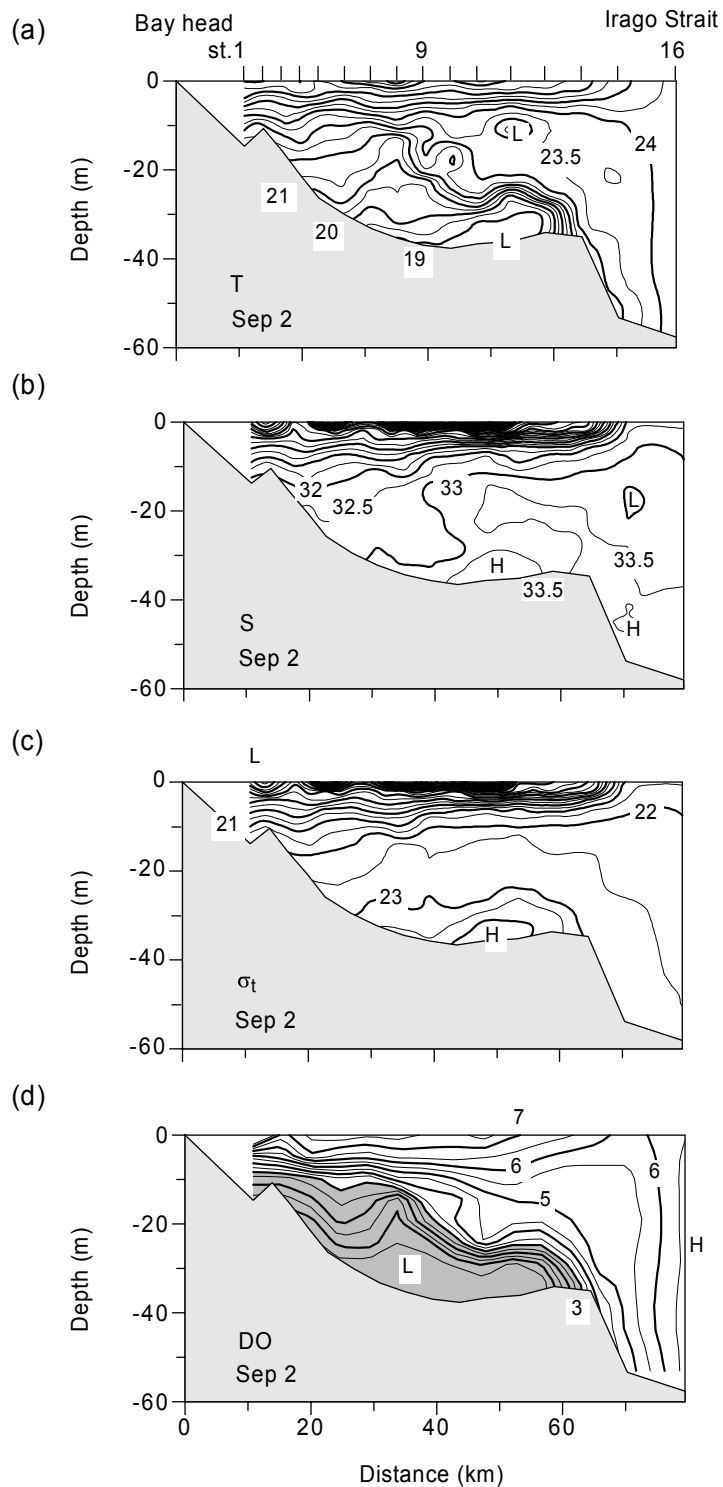 (a)
Bay head
Irago Strait
st.1 9 16
0
-20
-40
-60
Depth (m)
L
23.5
24
21
20
19
L
T
Sep 2
(b)
0
-20
-40
-60
Depth (m)
32
32.5
33
L
33.5
H
33.5
H
S
Sep 2
(c)
L
0
-20
-40
-60
Depth (m)
21
22
23
H
σt
Sep 2
(d)
7
0
-20
-40
-60
Depth (m)
6
6
5
H
L
3
DO
Sep 2
0 20 40 60
Distance (km)